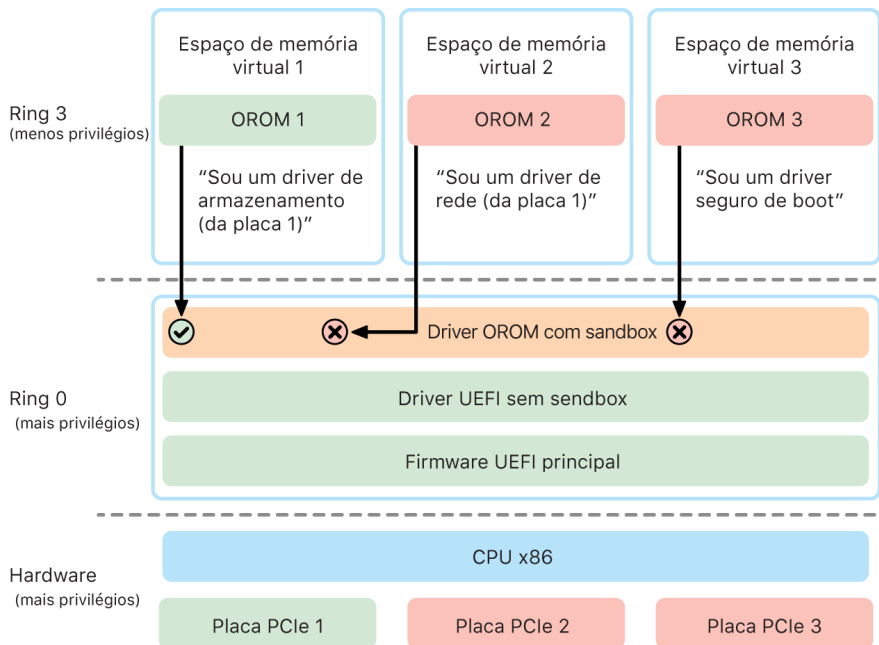 Espaço de memória
virtual 1
Espaço de memória
virtual 2
Espaço de memória
virtual 3
Ring 3
(menos privilégios)
OROM 1
OROM 2
OROM 3
“Sou um driver de
armazenamento
(da placa 1)”
“Sou um driver de
rede (da placa 1)”
“Sou um driver
seguro de boot”
Driver OROM com sandbox
Ring 0
(mais privilégios)
Driver UEFI sem sendbox
Firmware UEFI principal
CPU x86
Hardware
(mais privilégios)
Placa PCIe 1
Placa PCIe 2
Placa PCIe 3